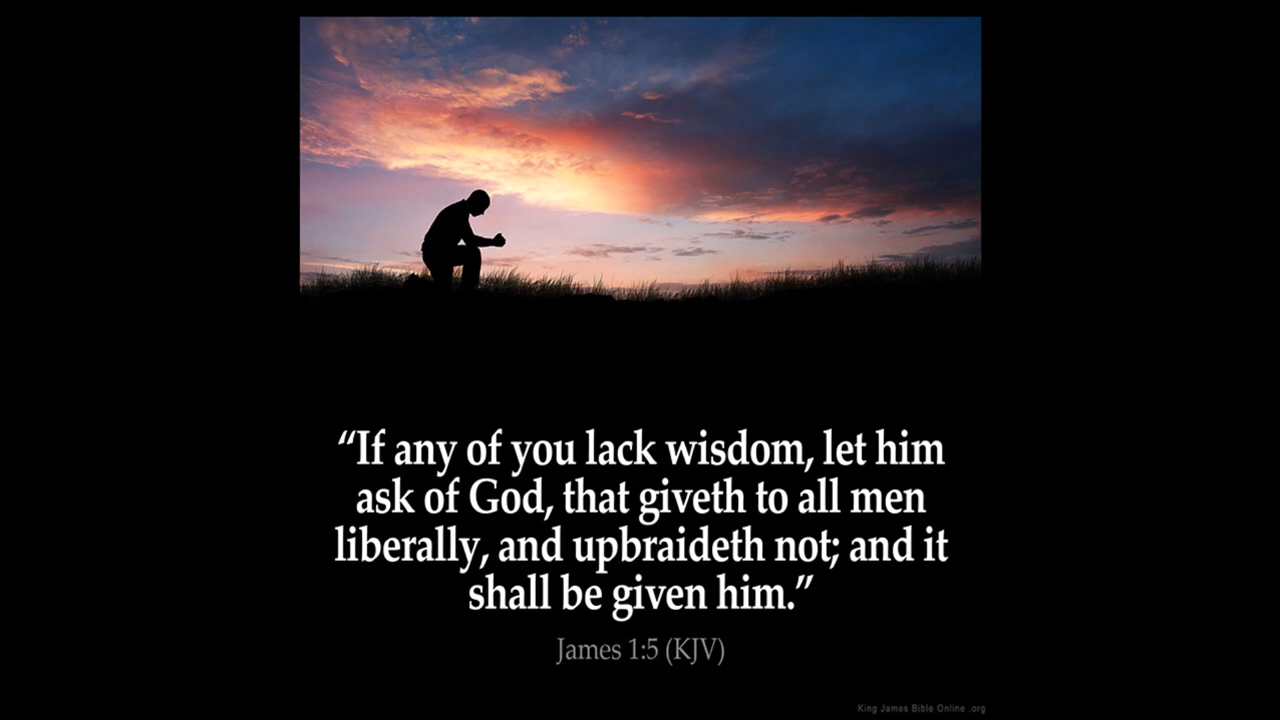 “If any of you lack wisdom, let him
ask of God, that giveth to all men
liberally, and upbraideth not; and it
shall be given him.”
James 1:5 (KJV)
King James Bible Online .org